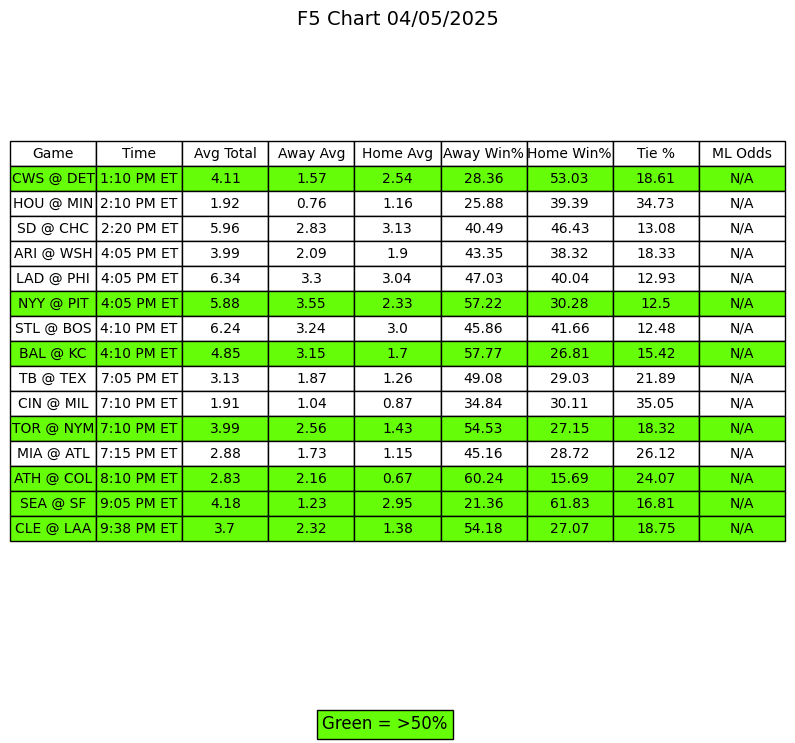 F5 Chart 04/05/2025
Game Time Avg Total Away Avg Home Avg Away Win% Home Win% Tie % ML Odds
CWS @ DET 1:10 PM ET 4.11 1.57 2.54 28.36 53.03 18.61 N/A
HOU @ MIN 2:10 PM ET 1.92 0.76 1.16 25.88 39.39 34.73 N/A
SD @ CHC 2:20 PM ET 5.96 2.83 3.13 40.49 46.43 13.08 N/A
ARI @ WSH 4:05 PM ET 3.99 2.09 1.9 43.35 38.32 18.33 N/A
LAD @ PHI 4:05 PM ET 6.34 3.3 3.04 47.03 40.04 12.93 N/A
NYY @ PIT 4:05 PM ET 5.88 3.55 2.33 57.22 30.28 12.5 N/A
STL @ BOS 4:10 PM ET 6.24 3.24 3.0 45.86 41.66 12.48 N/A
BAL @ KC 4:10 PM ET 4.85 3.15 1.7 57.77 26.81 15.42 N/A
TB @ TEX 7:05 PM ET 3.13 1.87 1.26 49.08 29.03 21.89 N/A
CIN @ MIL 7:10 PM ET 1.91 1.04 0.87 34.84 30.11 35.05 N/A
TOR @ NYM 7:10 PM ET 3.99 2.56 1.43 54.53 27.15 18.32 N/A
MIA @ ATL 7:15 PM ET 2.88 1.73 1.15 45.16 28.72 26.12 N/A
ATH @ COL 8:10 PM ET 2.83 2.16 0.67 60.24 15.69 24.07 N/A
SEA @ SF 9:05 PM ET 4.18 1.23 2.95 21.36 61.83 16.81 N/A
CLE @ LAA 9:38 PM ET 3.7 2.32 1.38 54.18 27.07 18.75 N/A
Green = >50%